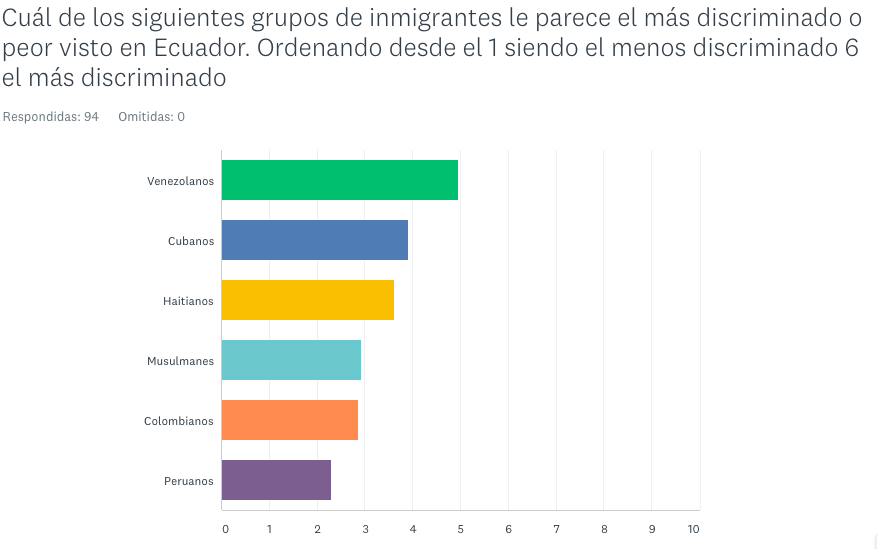 Cuál de los siguientes grupos de inmigrantes le parece el más discriminado o
peor visto en Ecuador. Ordenando desde el 1 siendo el menos discriminado 6
el más discriminado
Respondidas: 94 Omitidas: 0
Venezolanos
Cubanos
Haitianos
Musulmanes
Colombianos
Peruanos
0 1 2 3 4 5 6 7 8 9 10